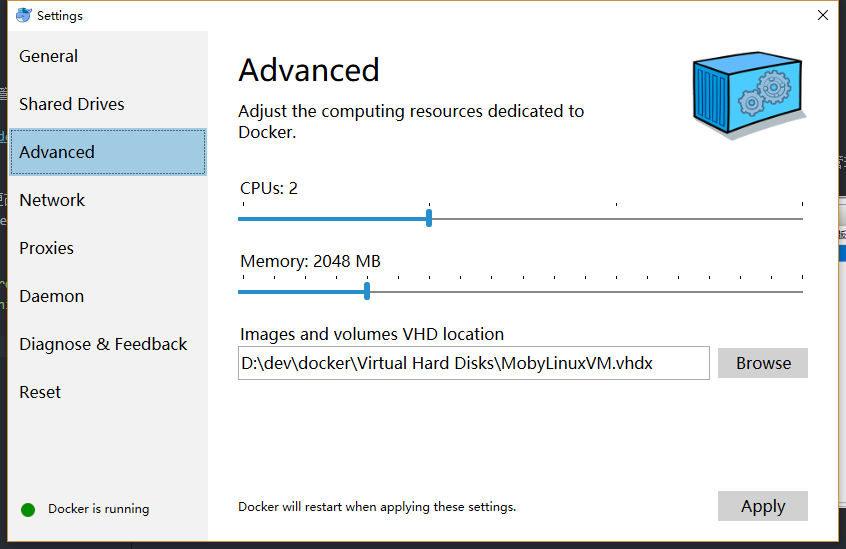 Settings
General
Shared Drives
Advanced
Network
Proxies
Daemon
Diagnose & Feedback
Reset
Docker is running
Advanced
Adjust the computing resources dedicated to
Docker.
CPUs: 2
Memory: 2048 MB
Images and volumes VHD location
D:\dev\docker\Virtual Hard Disks\MobyLinuxVM.vhdx
Browse
Docker will restart when applying these settings.
Apply